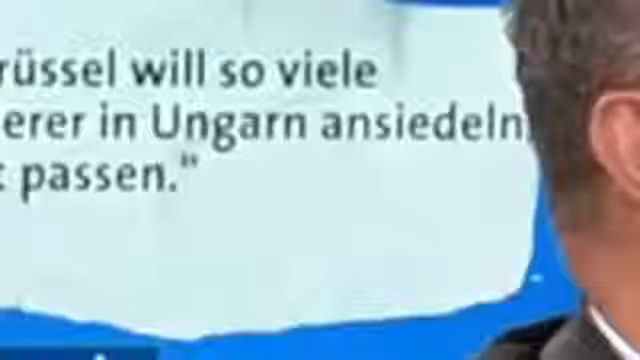 rüssel will so viele
erer in Ungarn ansiedeln,
t passen."